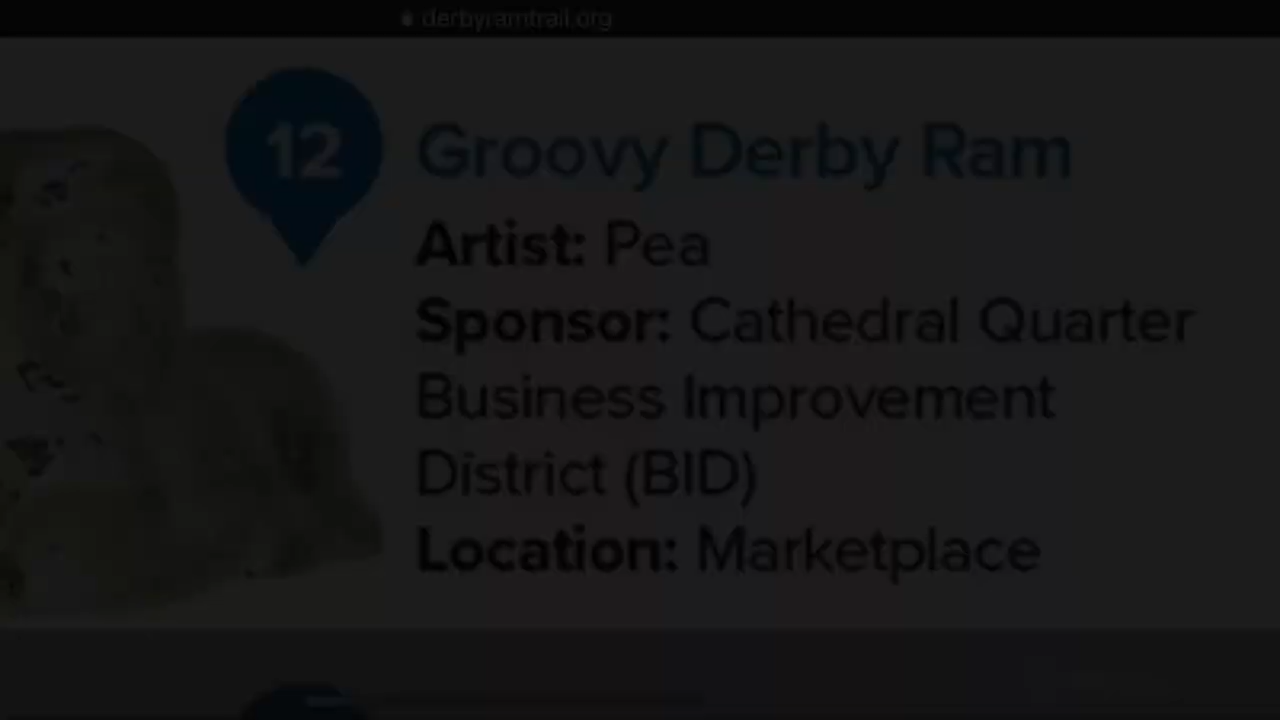 derbyramtrail.org
12
Groovy Derby Ram
Artist: Pea
Sponsor: Cathedral Quarter
Business Improvement
District (BID)
Location: Marketplace